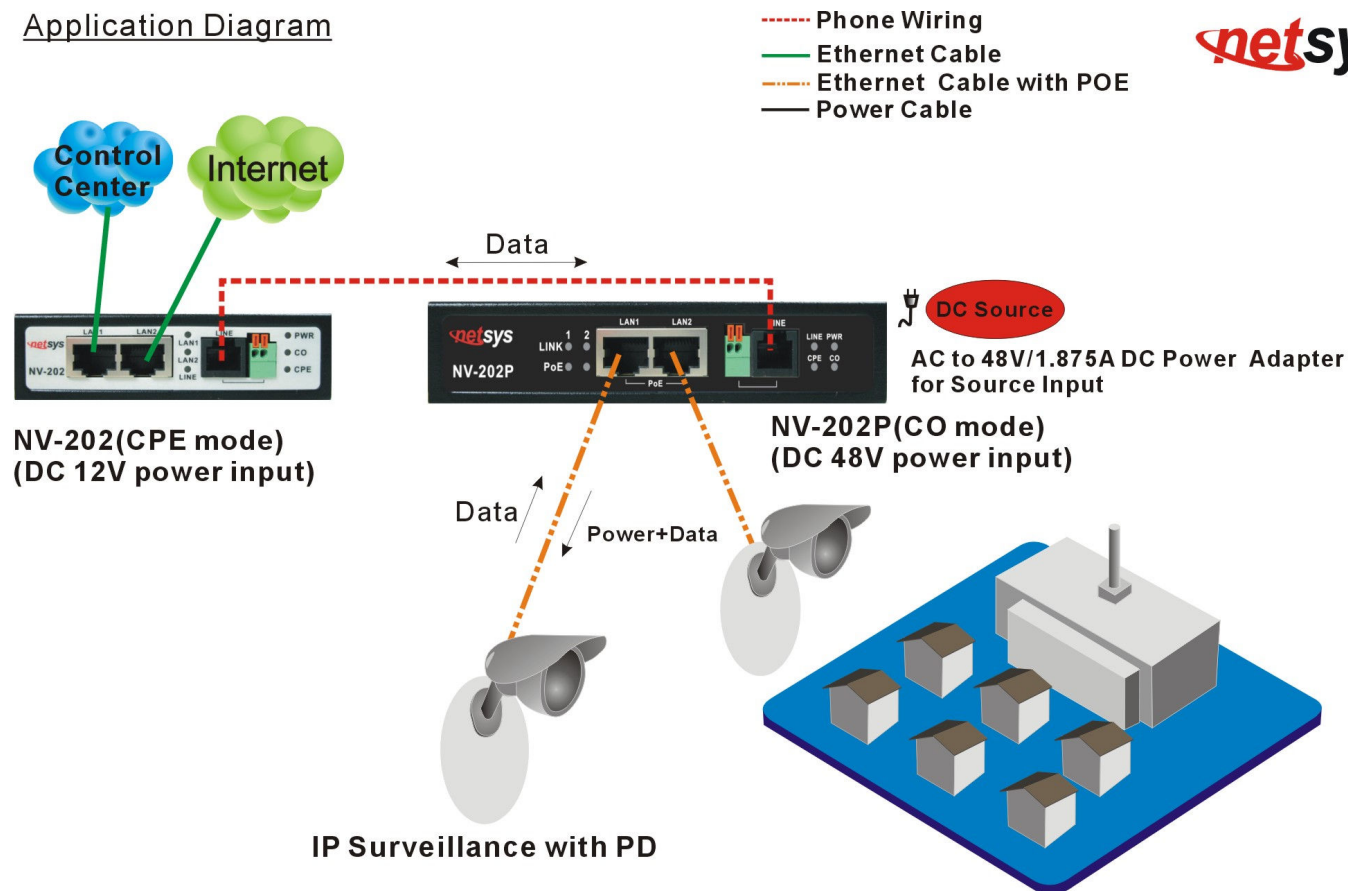 Application Diagram
Phone Wiring
Ethernet Cable
Ethernet Cable with POE
Power Cable
netsy
Control
Center
Internet
Data
netsys
NV-202
LAN1
LAN2
LAN1
LAN2
LINE
LINE
PWR
CO
CPE
netsys
NV-202P
1 2
LINK
PoE
LAN1
LAN2
PoE
LINE
LINE PWR
CPE CO
DC Source
AC to 48V/1.875A DC Power Adapter
for Source Input
NV-202(CPE mode)
(DC 12V power input)
NV-202P(CO mode)
(DC 48V power input)
Data
Power+Data
IP Surveillance with PD